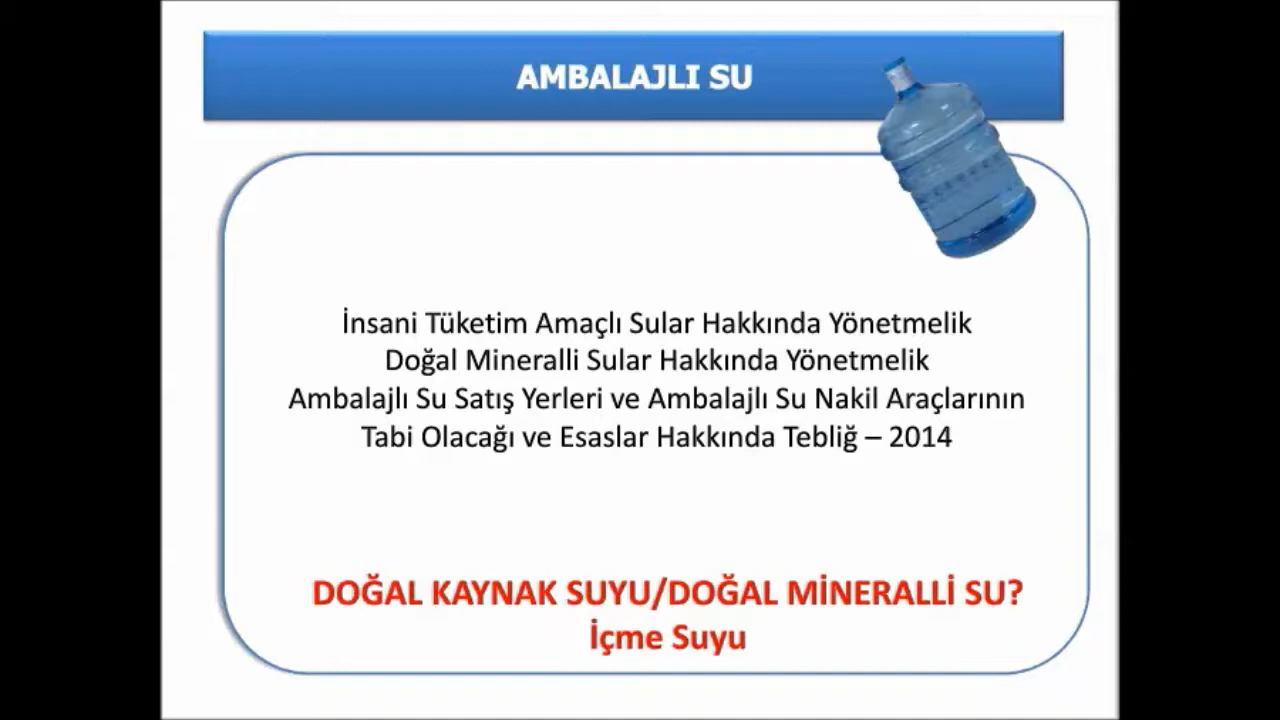 AMBALAJLI SU
İnsani Tüketim Amaçlı Sular Hakkında Yönetmelik
Doğal Mineralli Sular Hakkında Yönetmelik
Ambalajlı Su Satış Yerleri ve Ambalajlı Su Nakil Araçlarının
Tabi Olacağı ve Esaslar Hakkında Tebliğ – 2014
DOĞAL KAYNAK SUYU/DOĞAL MİNERALLİ SU?
İçme Suyu